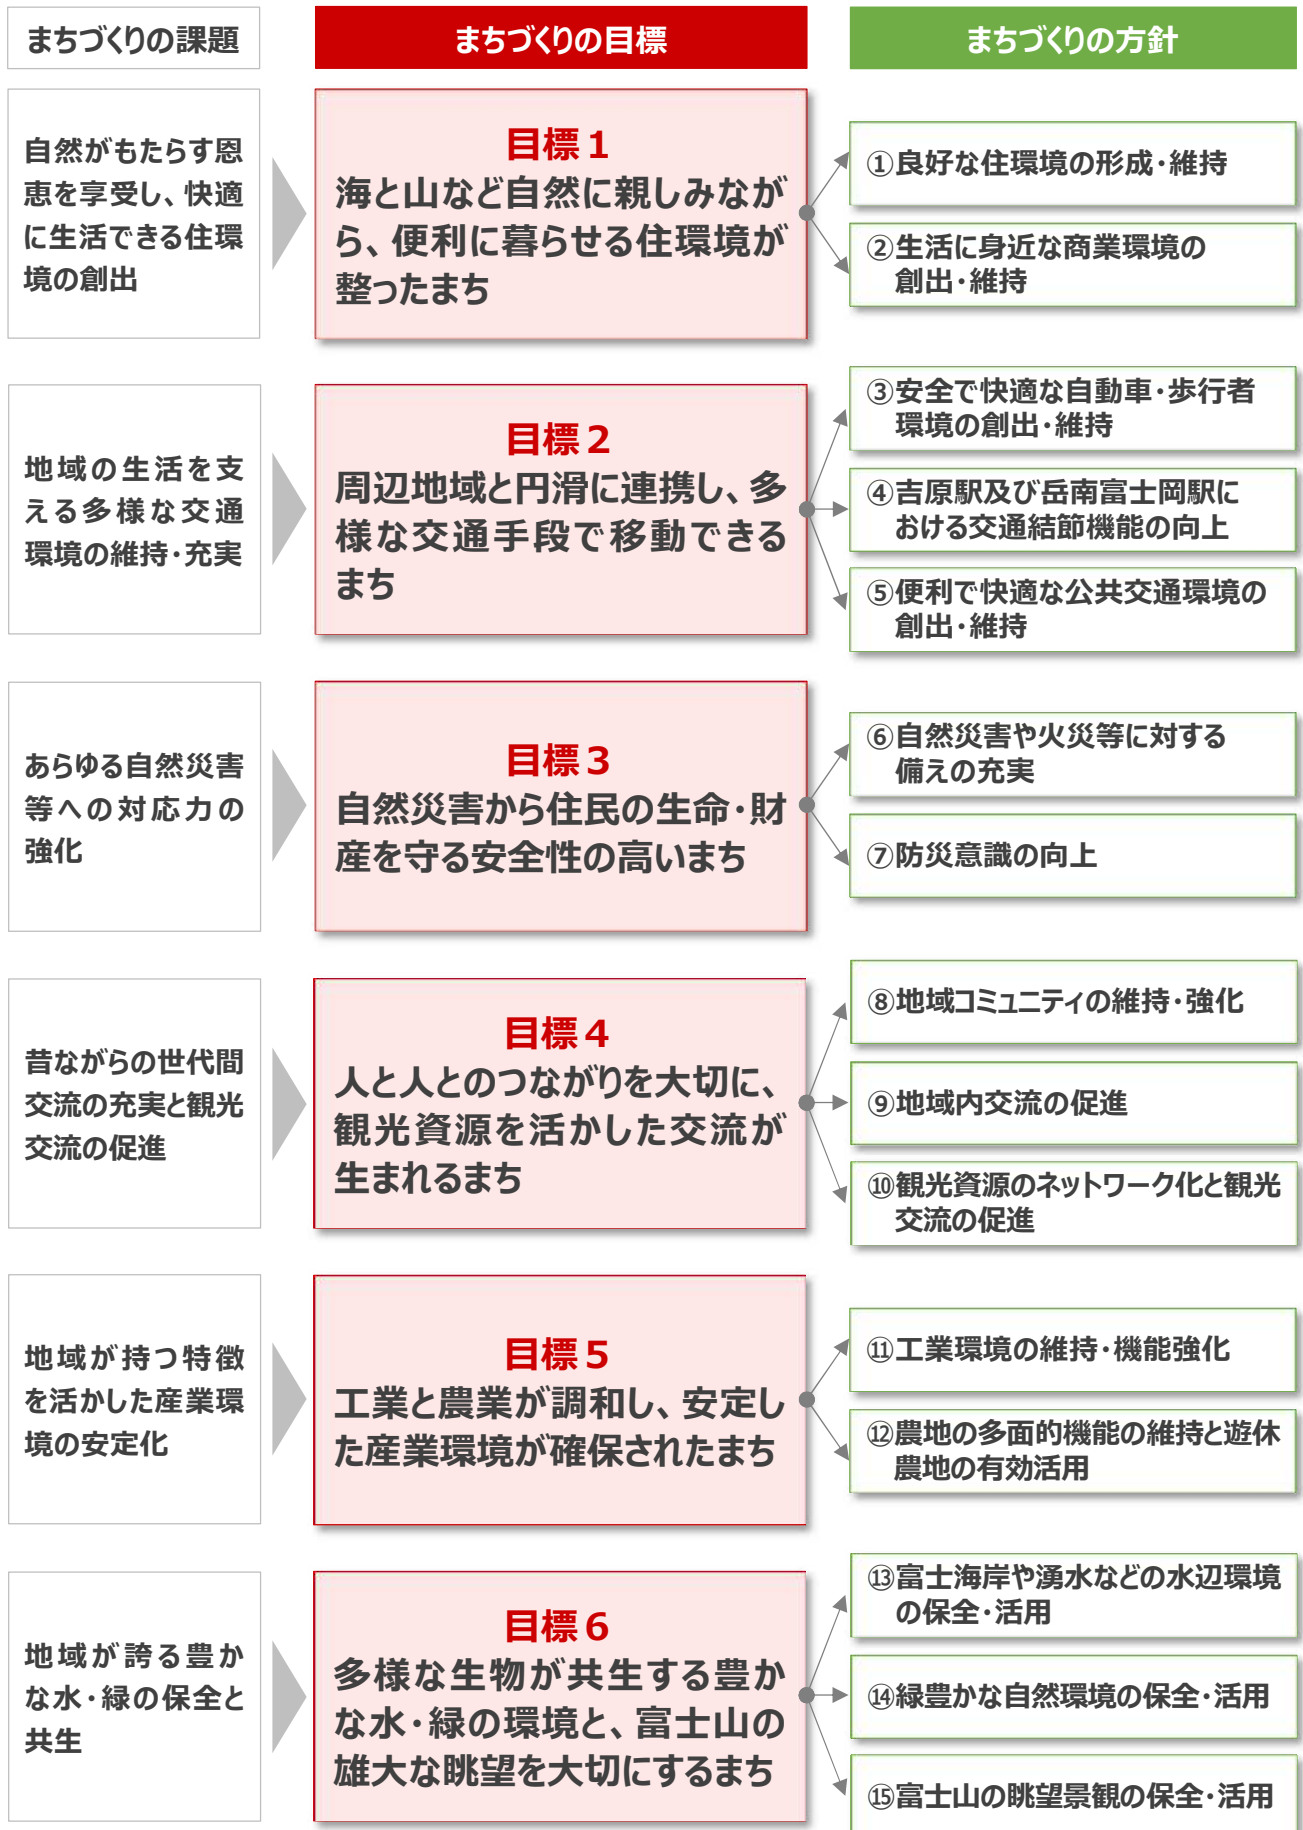 まちづくりの課題
まちづくりの目標
まちづくりの方針
自然がもたらす恩
恵を享受し、快適
に生活できる住環
境の創出
目標１
海と山など自然に親しみなが
ら、便利に暮らせる住環境が
整ったまち
①良好な住環境の形成・維持
②生活に身近な商業環境の
創出・維持
地域の生活を支
える多様な交通
環境の維持・充実
目標２
周辺地域と円滑に連携し、多
様な交通手段で移動できる
まち
③安全で快適な自動車・歩行者
環境の創出・維持
④吉原駅及び岳南富士岡駅に
おける交通結節機能の向上
⑤便利で快適な公共交通環境の
創出・維持
あらゆる自然災害
等への対応力の
強化
目標３
自然災害から住民の生命・財
産を守る安全性の高いまち
⑥自然災害や火災等に対する
備えの充実
⑦防災意識の向上
昔ながらの世代間
交流の充実と観光
交流の促進
目標４
人と人とのつながりを大切に、
観光資源を活かした交流が
生まれるまち
⑧地域コミュニティの維持・強化
⑨地域内交流の促進
⑩観光資源のネットワーク化と観光
交流の促進
地域が持つ特徴
を活かした産業環
境の安定化
目標５
工業と農業が調和し、安定し
た産業環境が確保されたまち
⑪工業環境の維持・機能強化
⑫農地の多面的機能の維持と遊休
農地の有効活用
地域が誇る豊か
な水・緑の保全と
共生
目標６
多様な生物が共生する豊か
な水・緑の環境と、富士山の
雄大な眺望を大切にするまち
⑬富士海岸や湧水などの水辺環境
の保全・活用
⑭緑豊かな自然環境の保全・活用
⑮富士山の眺望景観の保全・活用